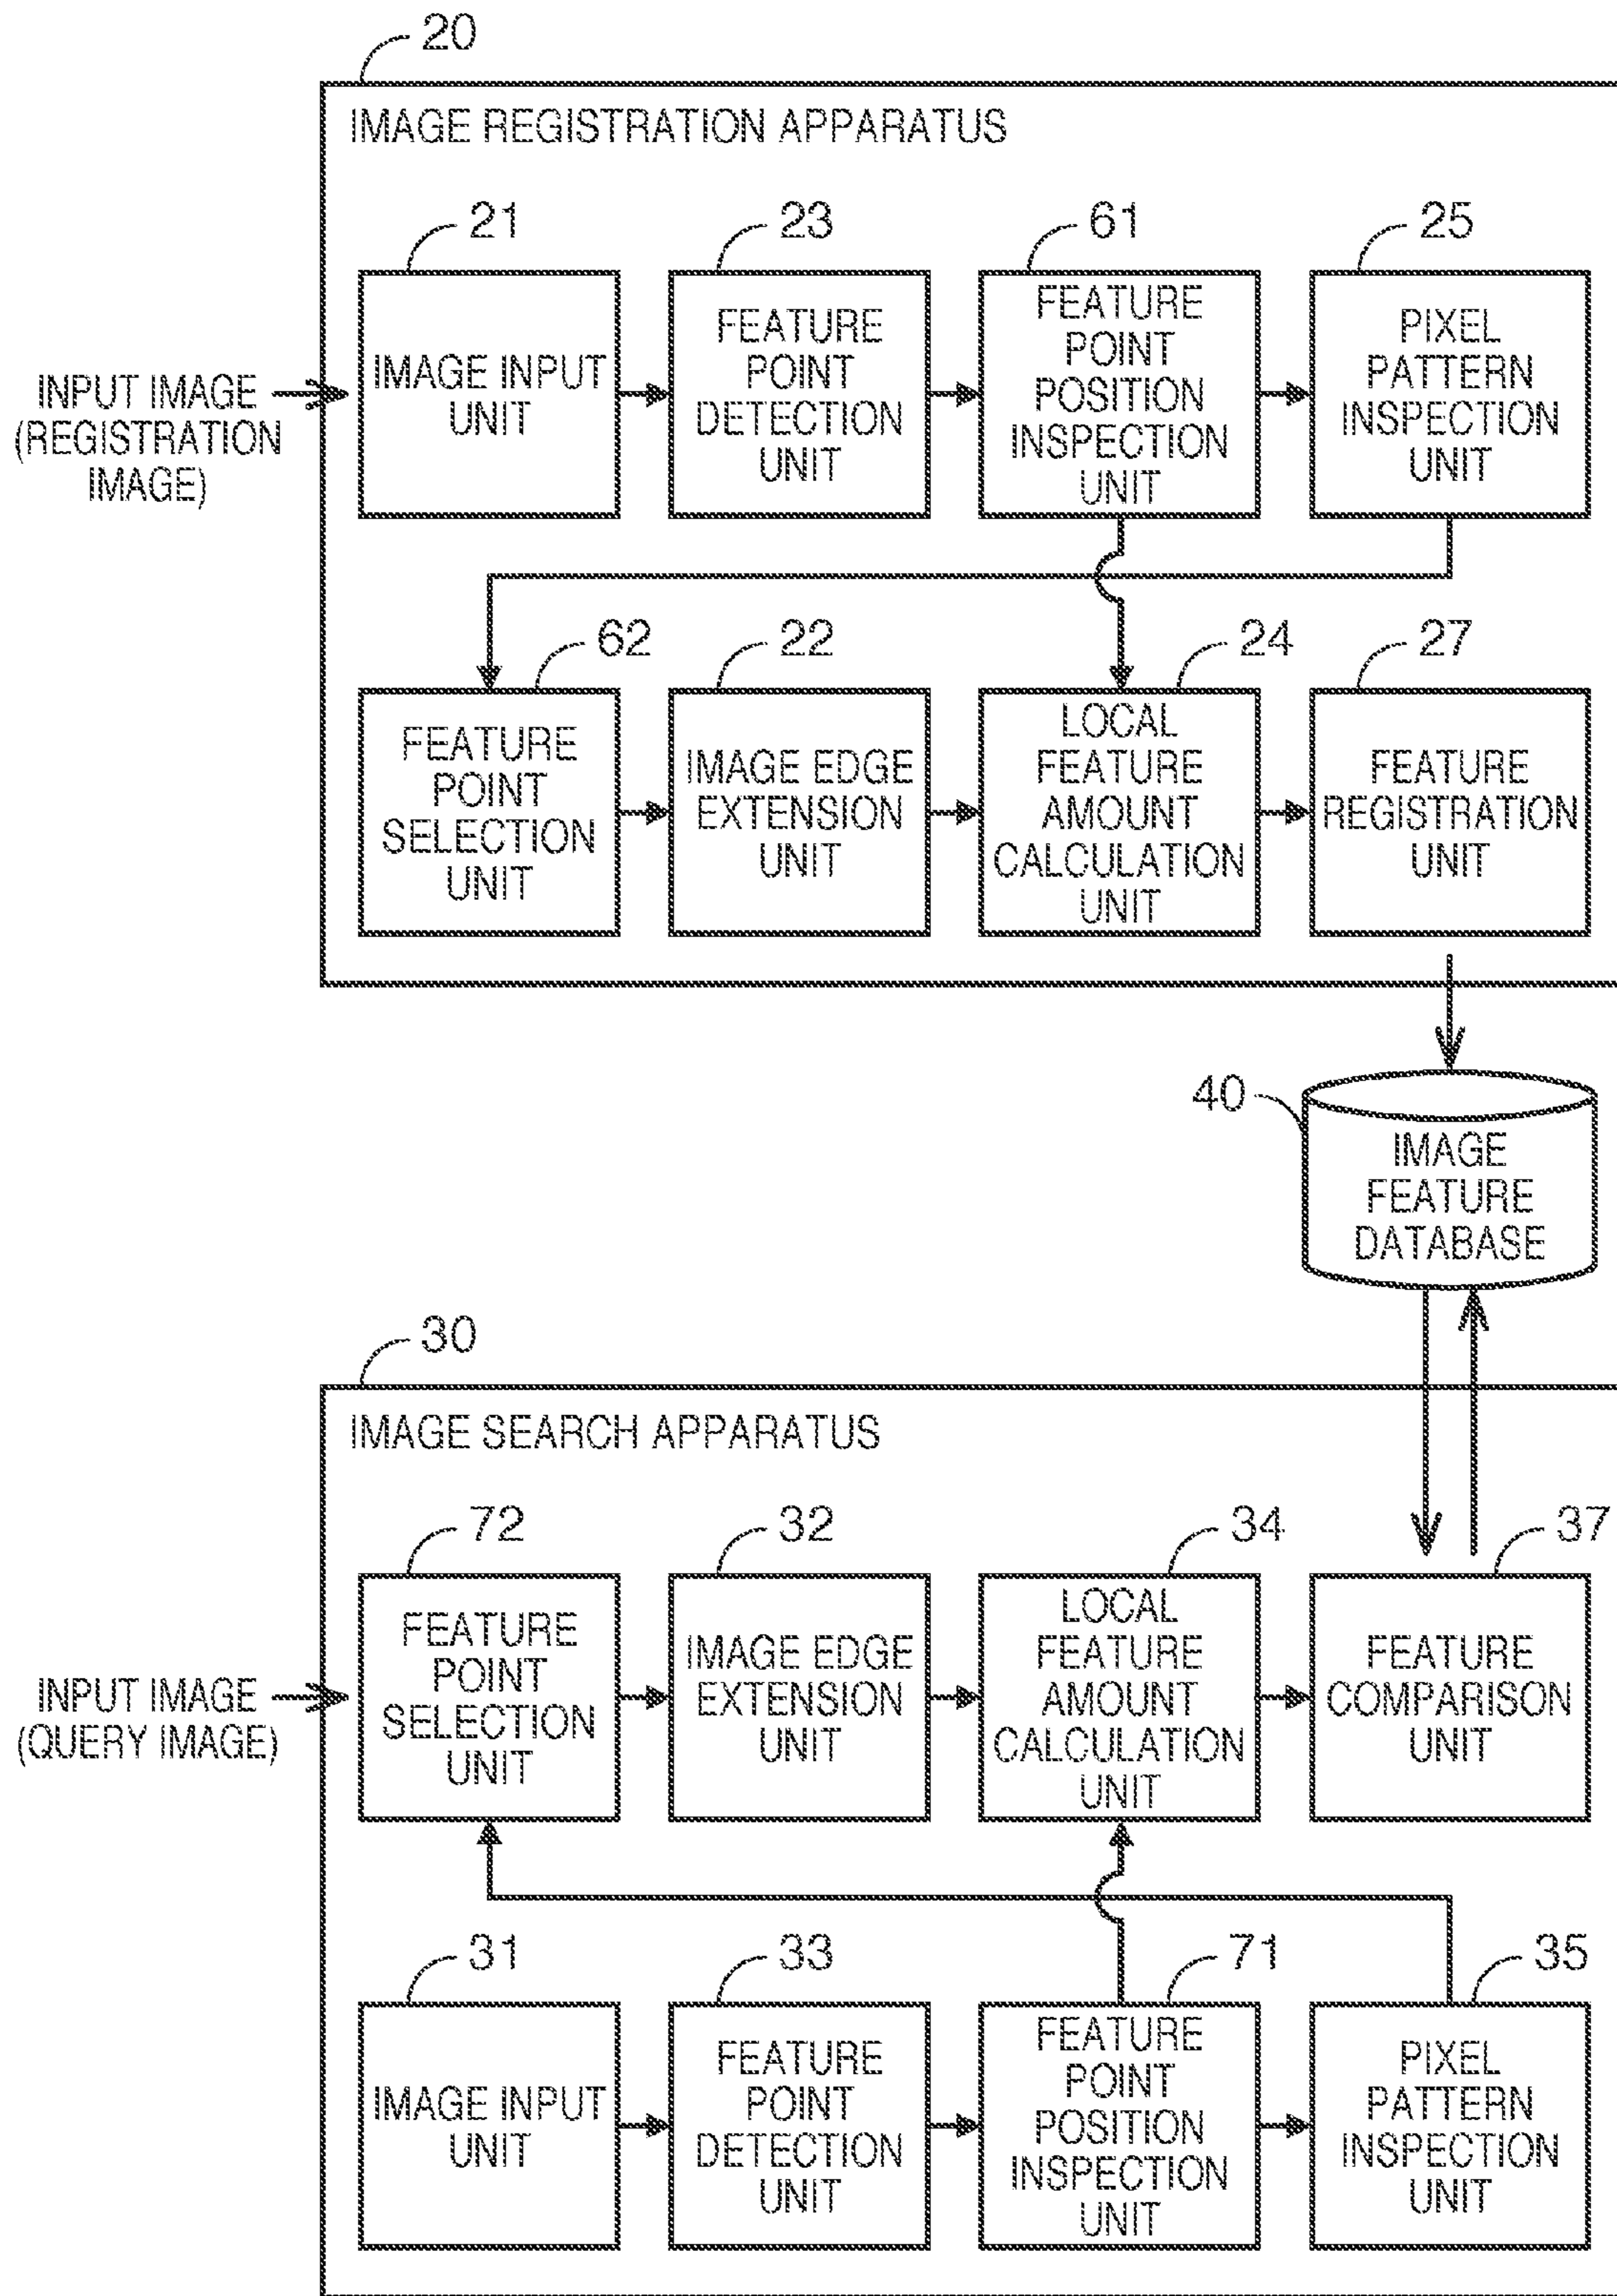 20
IMAGE REGISTRATION APPARATUS
21
23
61
25
INPUT IMAGE
(REGISTRATION
IMAGE)
IMAGE INPUT
UNIT
FEATURE
POINT
DETECTION
UNIT
FEATURE
POINT
POSITION
INSPECTION
UNIT
PIXEL
PATTERN
INSPECTION
UNIT
62
22
24
27
FEATURE
POINT
SELECTION
UNIT
IMAGE EDGE
EXTENSION
UNIT
LOCAL
FEATURE
AMOUNT
CALCULATION
UNIT
FEATURE
REGISTRATION
UNIT
40
IMAGE
FEATURE
DATABASE
30
IMAGE SEARCH APPARATUS
72
32
34
37
INPUT IMAGE
(QUERY IMAGE)
FEATURE
POINT
SELECTION
UNIT
IMAGE EDGE
EXTENSION
UNIT
LOCAL
FEATURE
AMOUNT
CALCULATION
UNIT
FEATURE
COMPARISON
UNIT
31
33
71
35
IMAGE INPUT
UNIT
FEATURE
POINT
DETECTION
UNIT
FEATURE
POINT
POSITION
INSPECTION
UNIT
PIXEL
PATTERN
INSPECTION
UNIT